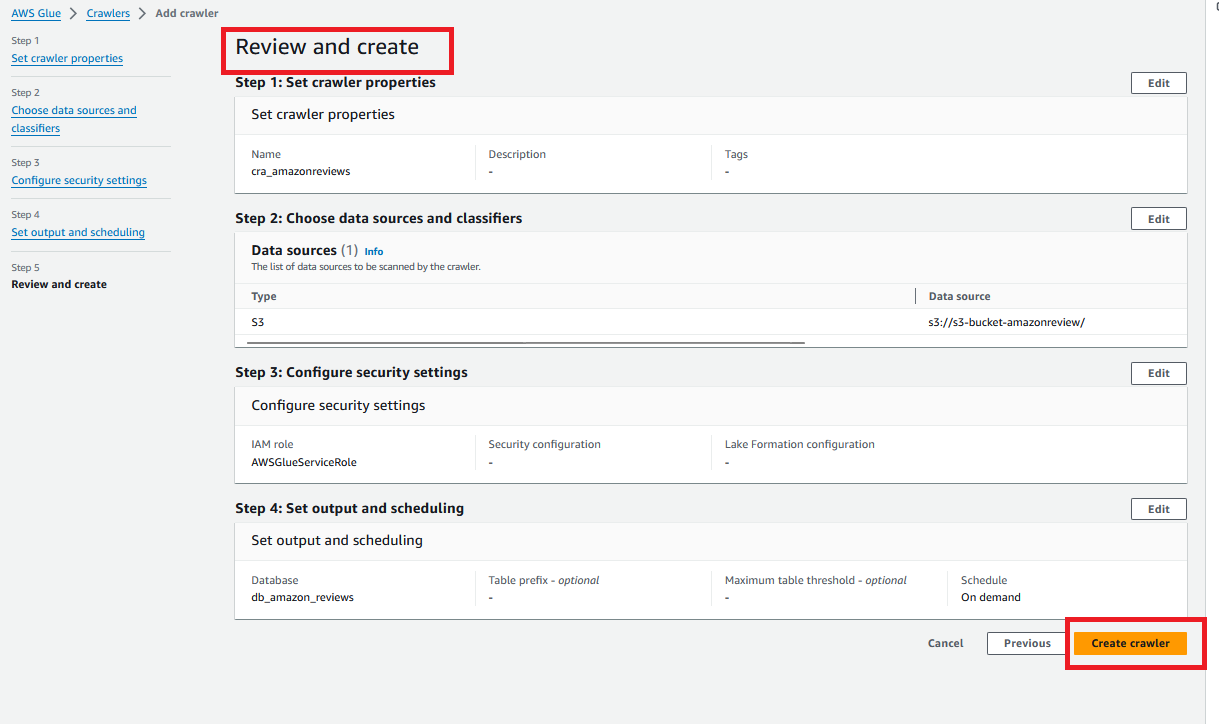 AWS Glue > Crawlers > Add crawler
Step 1
Set crawler properties
Step 2
Choose data sources and
classifiers
Step 3
Configure security settings
Step 4
Set output and scheduling
Step 5
Review and create
Review and create
Step 1: Set crawler properties
Edit
Set crawler properties
Name Description Tags
cra_amazonreviews - -
Step 2: Choose data sources and classifiers
Edit
Data sources (1) Info
The list of data sources to be scanned by the crawler.
Type Data source
S3 s3://s3-bucket-amazonreview/
Step 3: Configure security settings
Edit
Configure security settings
IAM role Security configuration Lake Formation configuration
AWSGlueServiceRole - -
Step 4: Set output and scheduling
Edit
Set output and scheduling
Database Table prefix - optional Maximum table threshold - optional Schedule
db_amazon_reviews - - On demand
Cancel Previous Create crawler